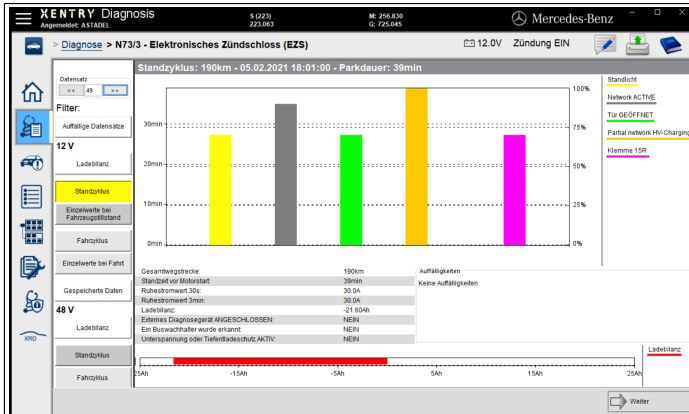 XENTRY Diagnosis
Angemeldet: ASTADEL
S (223)
223.063
M: 256.830
G: 725.045
Mercedes-Benz
> Diagnose > N73/3 - Elektronisches Zündschloss (EZS)
12.0V
Zündung EIN
Standzyklus: 190km - 05.02.2021 18:01:00 - Parkdauer: 39min
Datensatz
<< 49 >>
Filter:
Auffällige Datensätze
12 V
Ladebilanz
Standzyklus
Einzelwerte bei
Fahrzeugstillstand
Fahrzyklus
Einzelwerte bei Fahrt
Gespeicherte Daten
48 V
Ladebilanz
Standzyklus
Fahrzyklus
XRD
30min
20min
10min
0min
100%
75%
50%
25%
0%
Standlicht
Network ACTIVE
Tür GEÖFFNET
Partial network HV-Charging
Klemme 15R
Gesamtwegstrecke: 190km
Standzeit vor Motorstart: 39min
Ruhestromwert 30s: 30.0A
Ruhestromwert 3min: 30.0A
Ladebilanz: -21.60Ah
Externes Diagnosegerät ANGESCHLOSSEN: NEIN
Ein Buswachhalter wurde erkannt: NEIN
Unterspannung oder Tiefentladeschutz AKTIV: NEIN
Auffälligkeiten
Keine Auffälligkeiten
Ladebilanz
25Ah -15Ah -5Ah 5Ah 15Ah 25Ah
Weiter